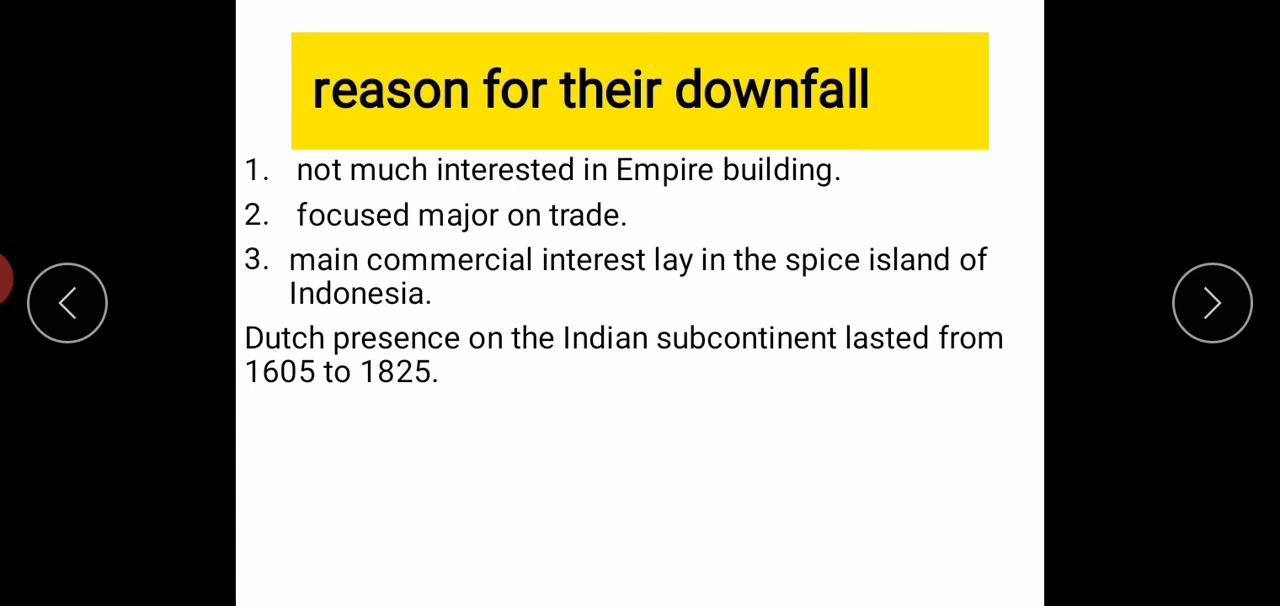 reason for their downfall
1. not much interested in Empire building.
2. focused major on trade.
3. main commercial interest lay in the spice island of
Indonesia.
Dutch presence on the Indian subcontinent lasted from
1605 to 1825.